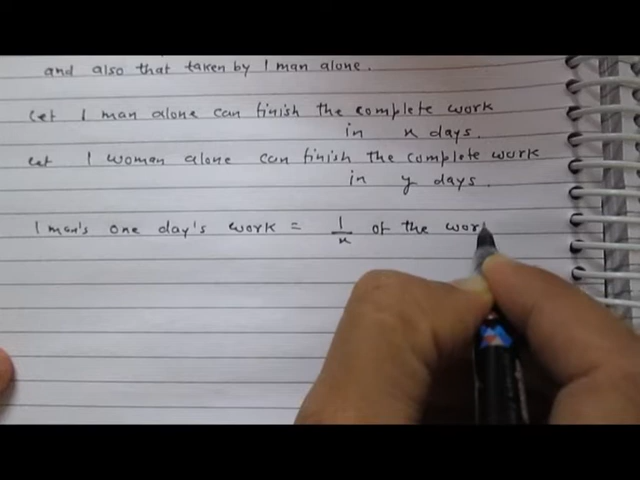 and also that taken by 1 man alone.
Let 1 man alone can finish the complete work
in x days.
Let 1 woman alone can finish the complete work
in y days.
1 man's one day's work = 1/x of the work